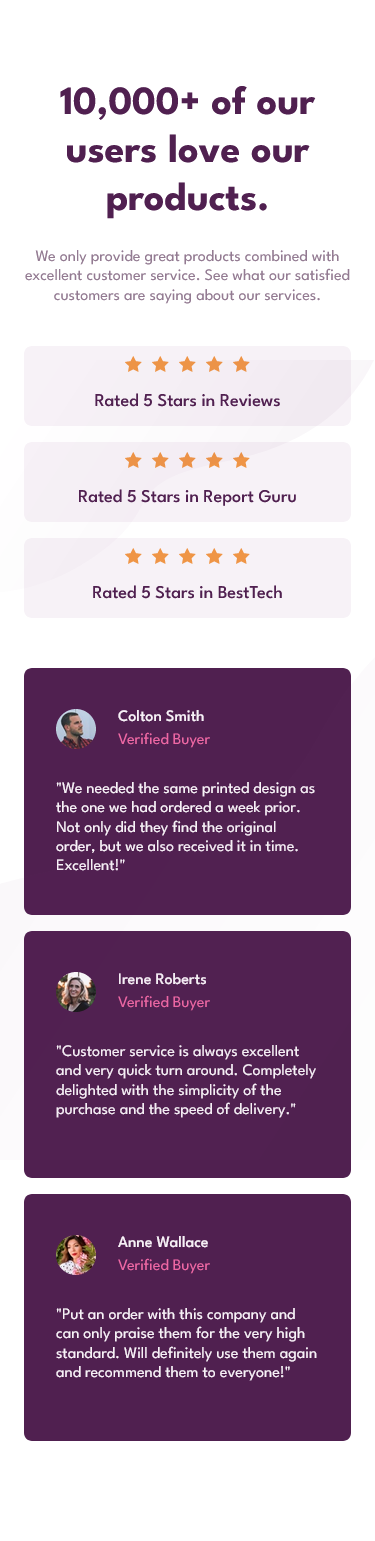 10,000+ of our
users love our
products.
We only provide great products combined with
excellent customer service. See what our satisfied
customers are saying about our services.
Rated 5 Stars in Reviews
Rated 5 Stars in Report Guru
Rated 5 Stars in BestTech
Colton Smith
Verified Buyer
"We needed the same printed design as
the one we had ordered a week prior.
Not only did they find the original
order, but we also received it in time.
Excellent!"
Irene Roberts
Verified Buyer
"Customer service is always excellent
and very quick turn around. Completely
delighted with the simplicity of the
purchase and the speed of delivery."
Anne Wallace
Verified Buyer
"Put an order with this company and
can only praise them for the very high
standard. Will definitely use them again
and recommend them to everyone!"